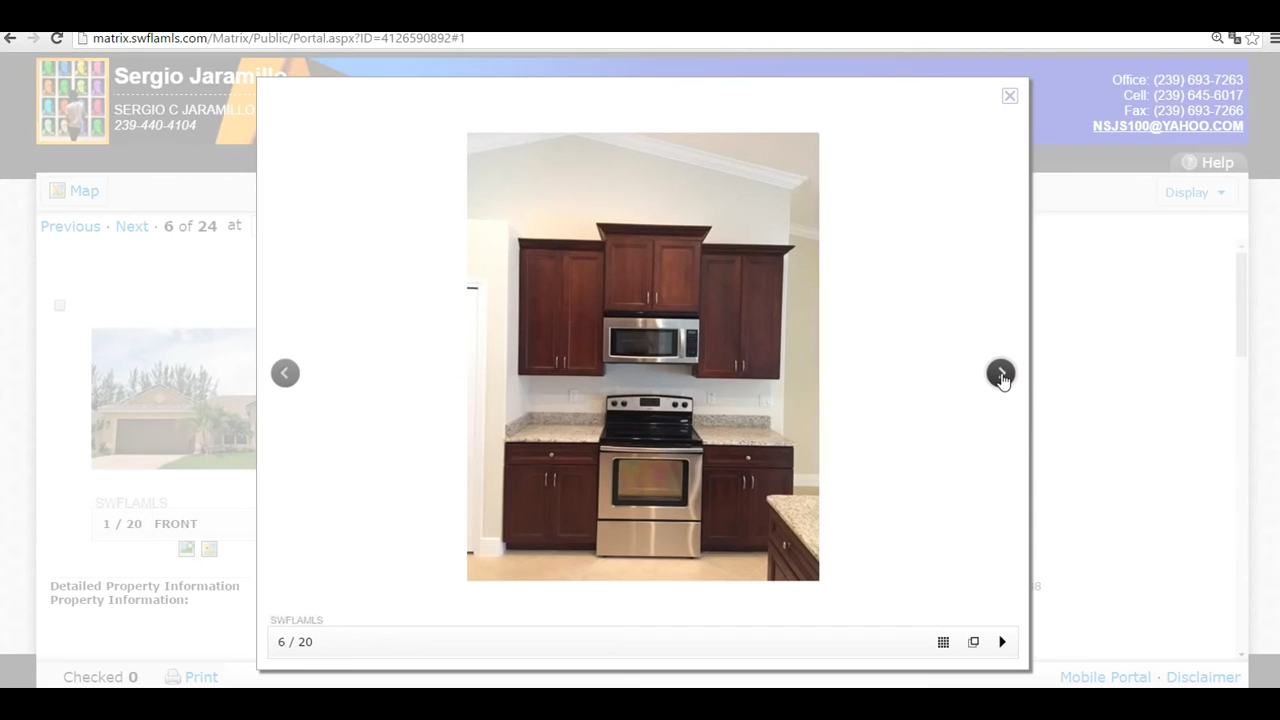 matrix.swflamls.com/Matrix/Public/Portal.aspx?ID=4126590892#1
Sergio Jaramillo
SERGIO C JARAMILLO
239-440-4104
Office: (239) 693-7263
Cell: (239) 645-6017
Fax: (239) 693-7266
NSJS100@YAHOO.COM
Help
Map
Display
Previous · Next · 6 of 24 at
SWFLAMLS
1 / 20 FRONT
Detailed Property Information
Property Information:
SWFLAMLS
6 / 20
Checked 0
Print
Mobile Portal · Disclaimer